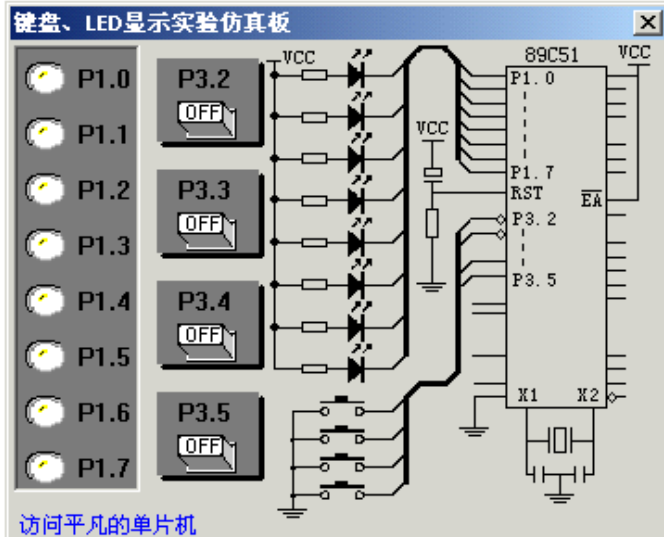 键盘、LED显示实验仿真板
P1.0
P1.1
P1.2
P1.3
P1.4
P1.5
P1.6
P1.7
P3.2
OFF
P3.3
OFF
P3.4
OFF
P3.5
OFF
VCC
VCC
89C51
VCC
P1.0
P1.7
RST
EA
P3.2
P3.5
X1
X2
访问平凡的单片机